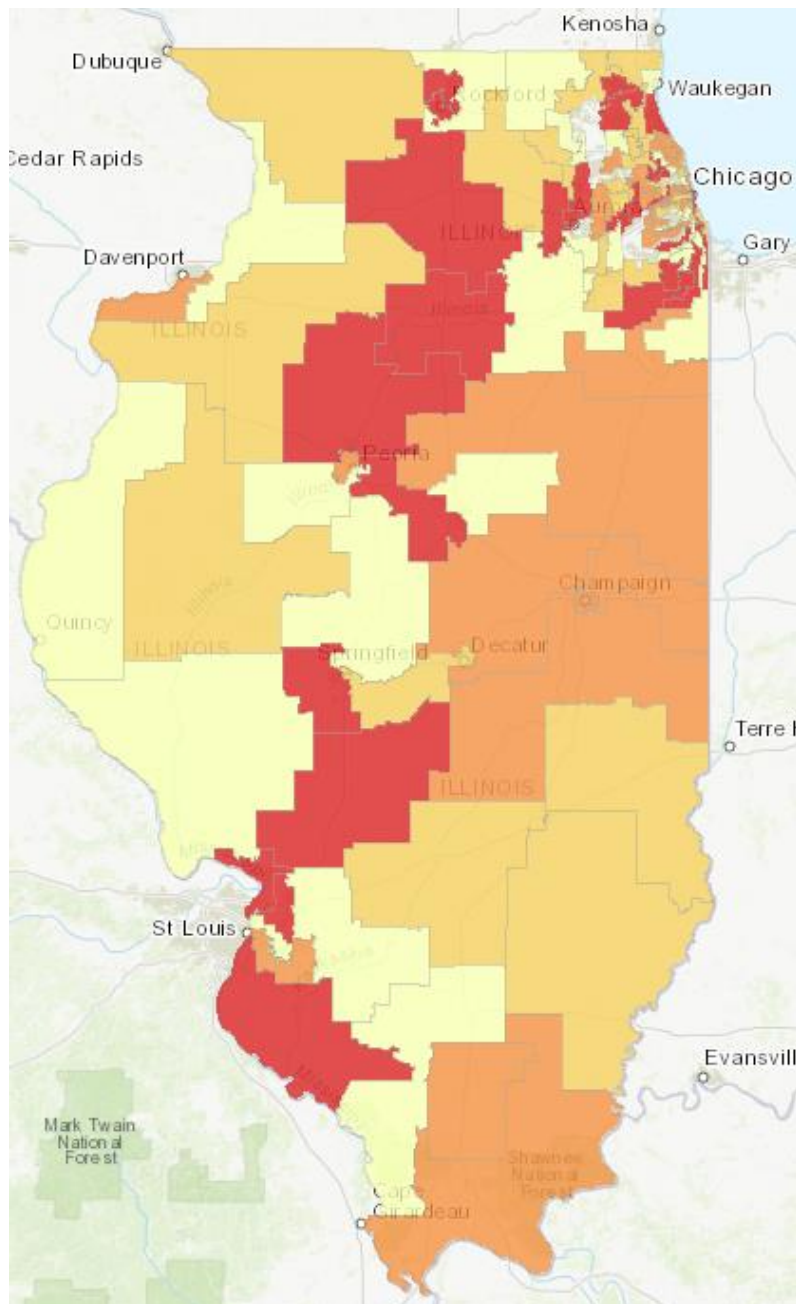 Kenosha
Dubuque
Waukegan
Rockford
Cedar Rapids
Chicago
ILLINOIS
Davenport
Gary
ILLINOIS
Peoria
Champaign
Illinois
Quincy
Springfield
Decatur
ILLINOIS
Terre H
ILLINOIS
St Louis
Evansvill
Mark Twain
National
Forest
Shawnee
National
Forest
Cape
Girardeau